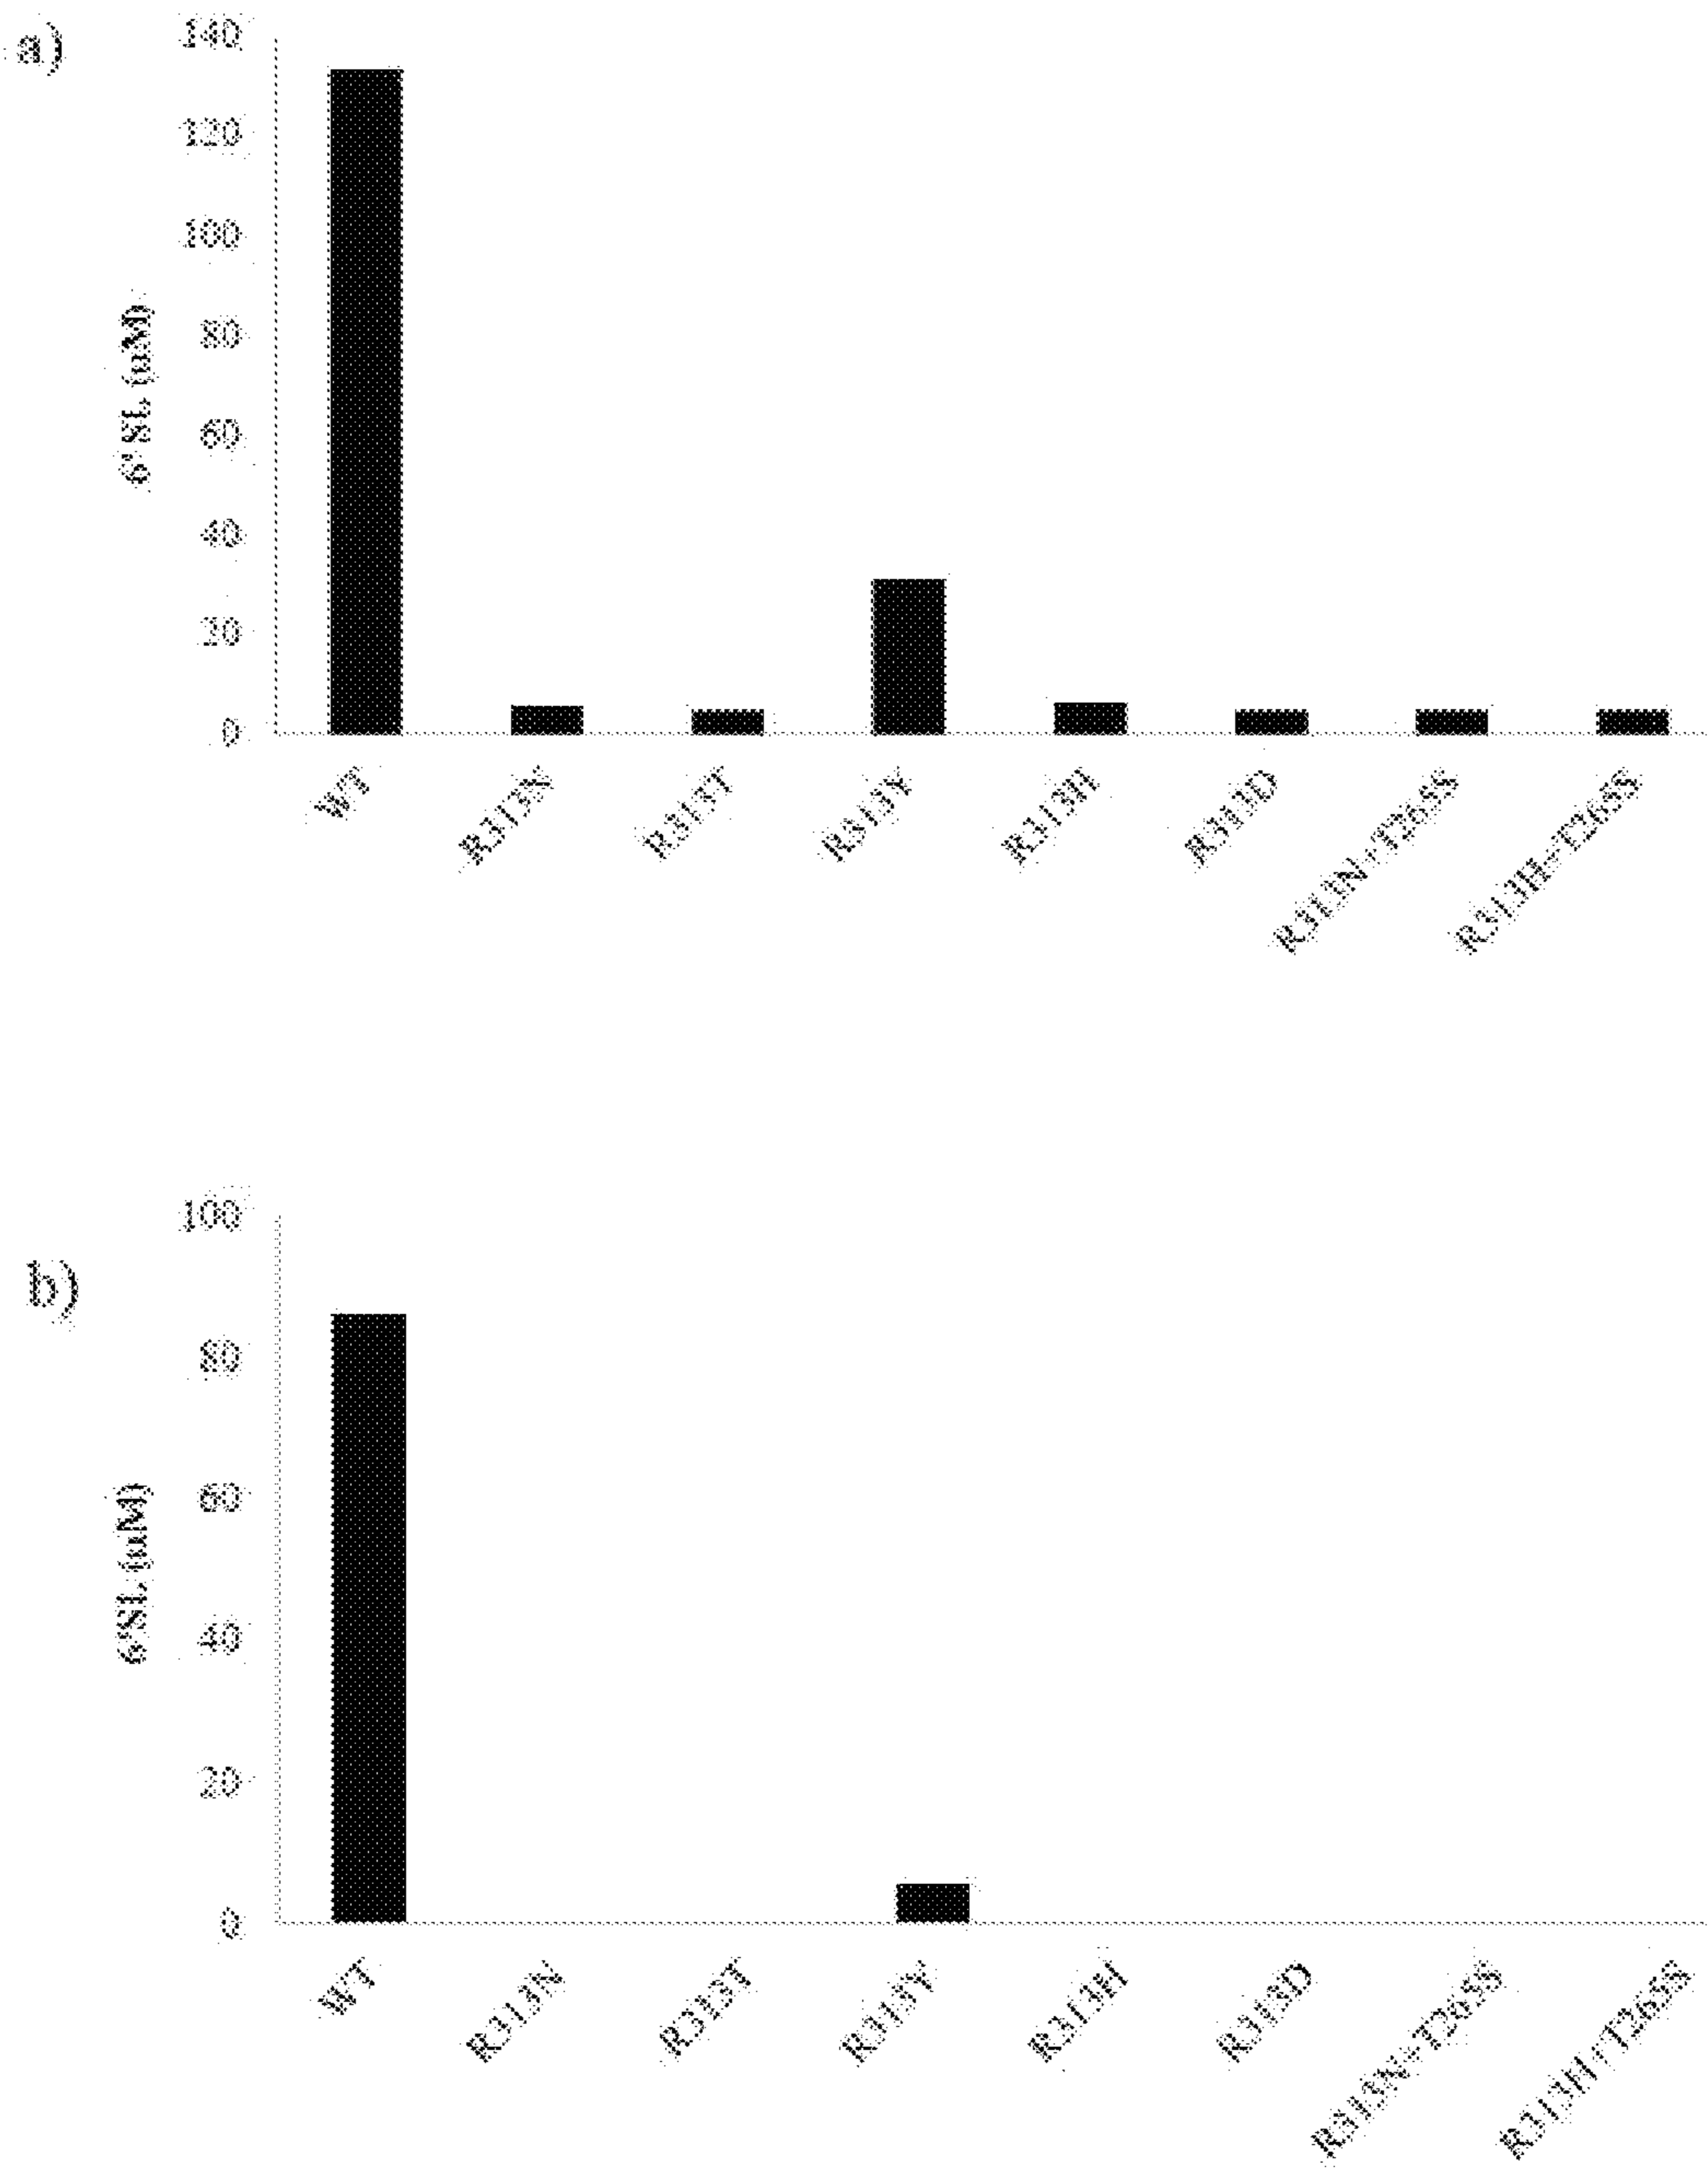 a)
140
120
100
80
60
40
20
0
6' SL (uM)
WT
R313N
R313T
R313Y
R313H
R313D
R313N+T265S
R313H+T265S
b)
100
80
60
40
20
0
6'SL (uM)
WT
R313N
R313T
R313Y
R313H
R313D
R313N+T265S
R313H+T265S